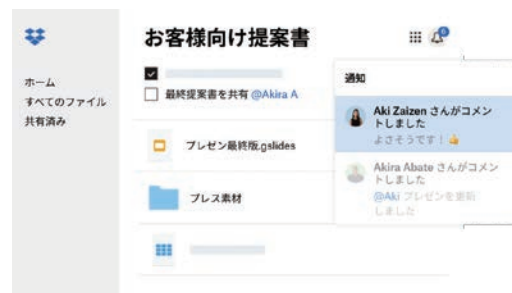 お客様向け提案書
ホーム
すべてのファイル
共有済み
最終提案書を共有 @Akira A
プレゼン最終版.gslides
プレス素材
通知
Aki Zaizen さんがコメン
トしました
よさそうです！👍
Akira Abate さんがコメン
トしました
@Aki プレゼンを更新
しました